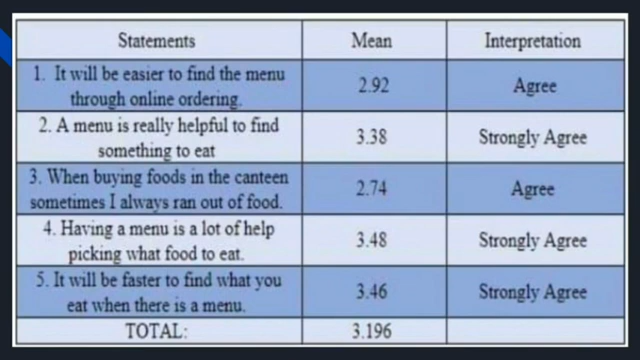 Statements Mean Interpretation
1. It will be easier to find the menu
through online ordering.
2.92 Agree
2. A menu is really helpful to find
something to eat
3.38 Strongly Agree
3. When buying foods in the canteen
sometimes I always ran out of food.
2.74 Agree
4. Having a menu is a lot of help
picking what food to eat.
3.48 Strongly Agree
5. It will be faster to find what you
eat when there is a menu.
3.46 Strongly Agree
TOTAL: 3.196